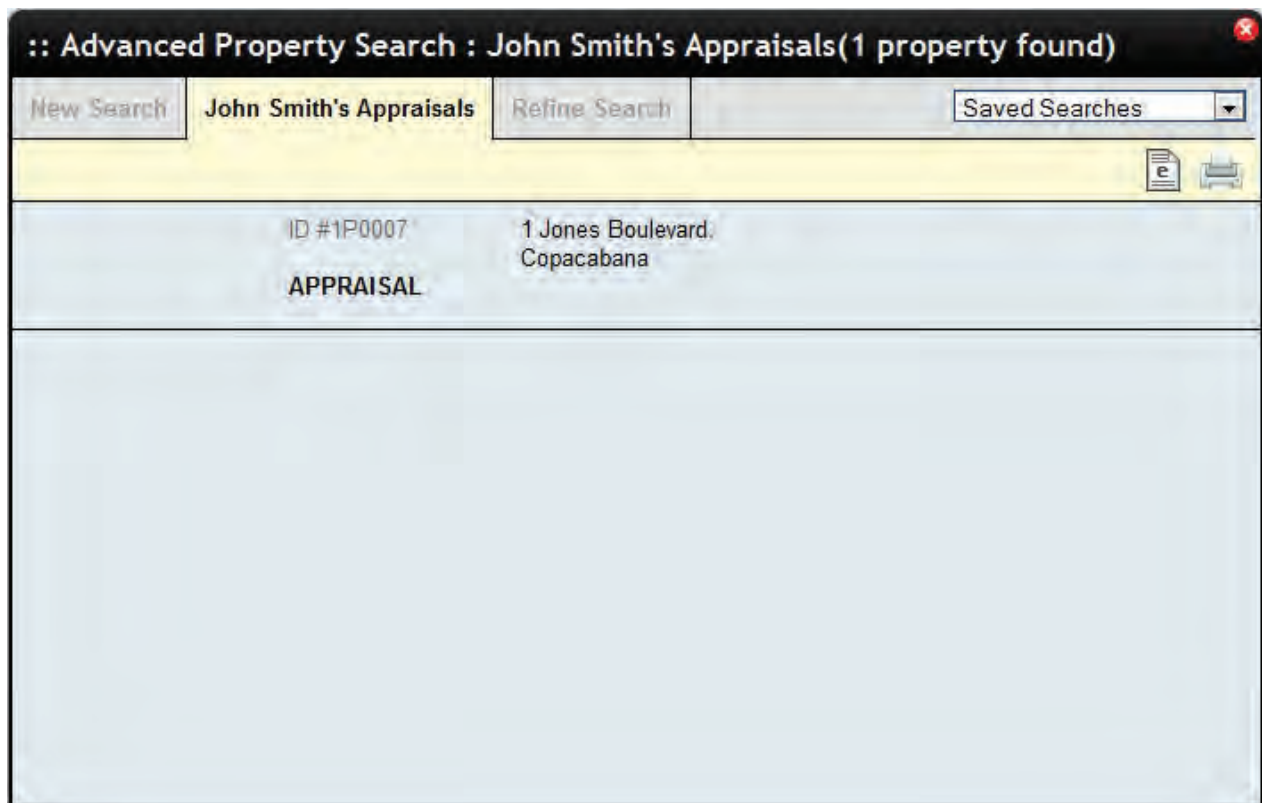 :: Advanced Property Search : John Smith's Appraisals(1 property found)
New Search John Smith's Appraisals Refine Search Saved Searches
e
ID #1P0007 1 Jones Boulevard.
Copacabana
APPRAISAL